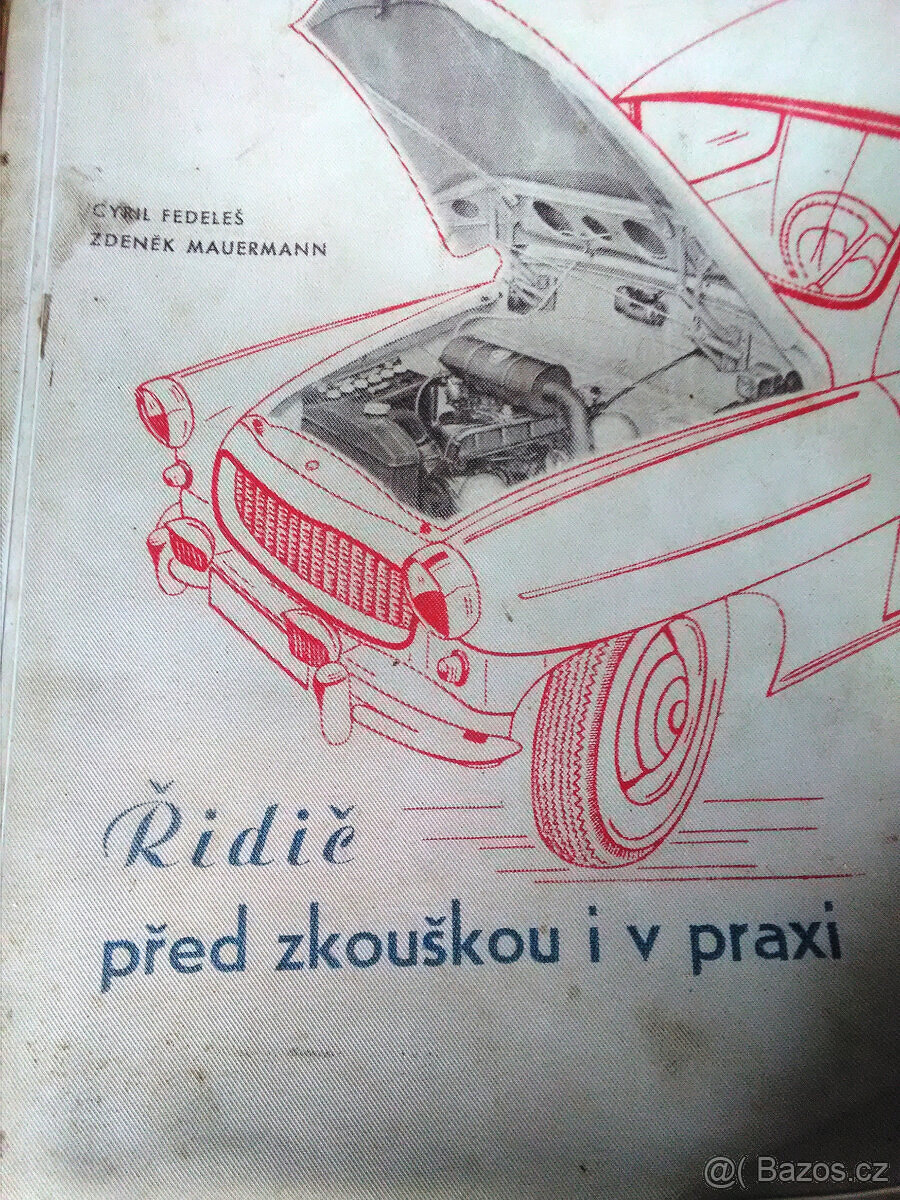 CYRIL FEDELEŠ
ZDENĚK MAUERMANN
Řidič
před zkouškou i v praxi
@( Bazos.cz